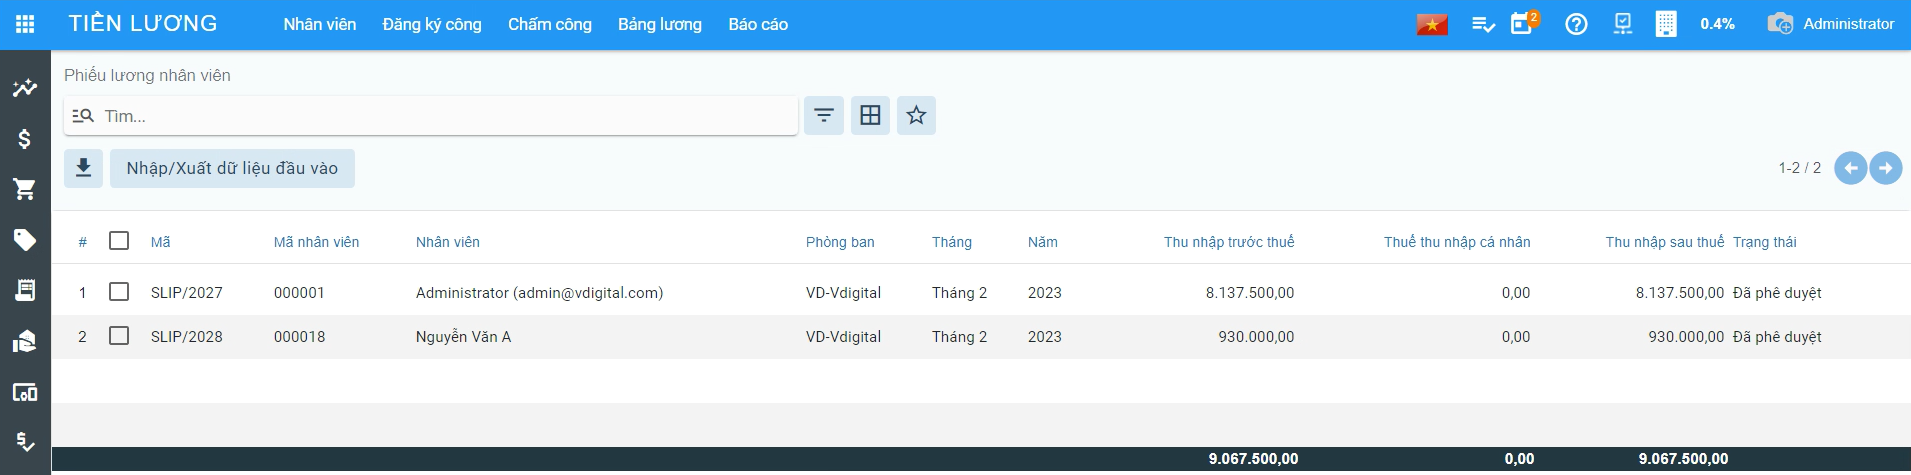 TIỀN LƯƠNG Nhân viên Đăng ký công Chấm công Bảng lương Báo cáo 2 0.4% Administrator
Phiếu lương nhân viên
Tìm...
Nhập/Xuất dữ liệu đầu vào 1-2 / 2
# Mã Mã nhân viên Nhân viên Phòng ban Tháng Năm Thu nhập trước thuế Thuế thu nhập cá nhân Thu nhập sau thuế Trạng thái
1 SLIP/2027 000001 Administrator (admin@vdigital.com) VD-Vdigital Tháng 2 2023 8.137.500,00 0,00 8.137.500,00 Đã phê duyệt
2 SLIP/2028 000018 Nguyễn Văn A VD-Vdigital Tháng 2 2023 930.000,00 0,00 930.000,00 Đã phê duyệt
9.067.500,00 0,00 9.067.500,00